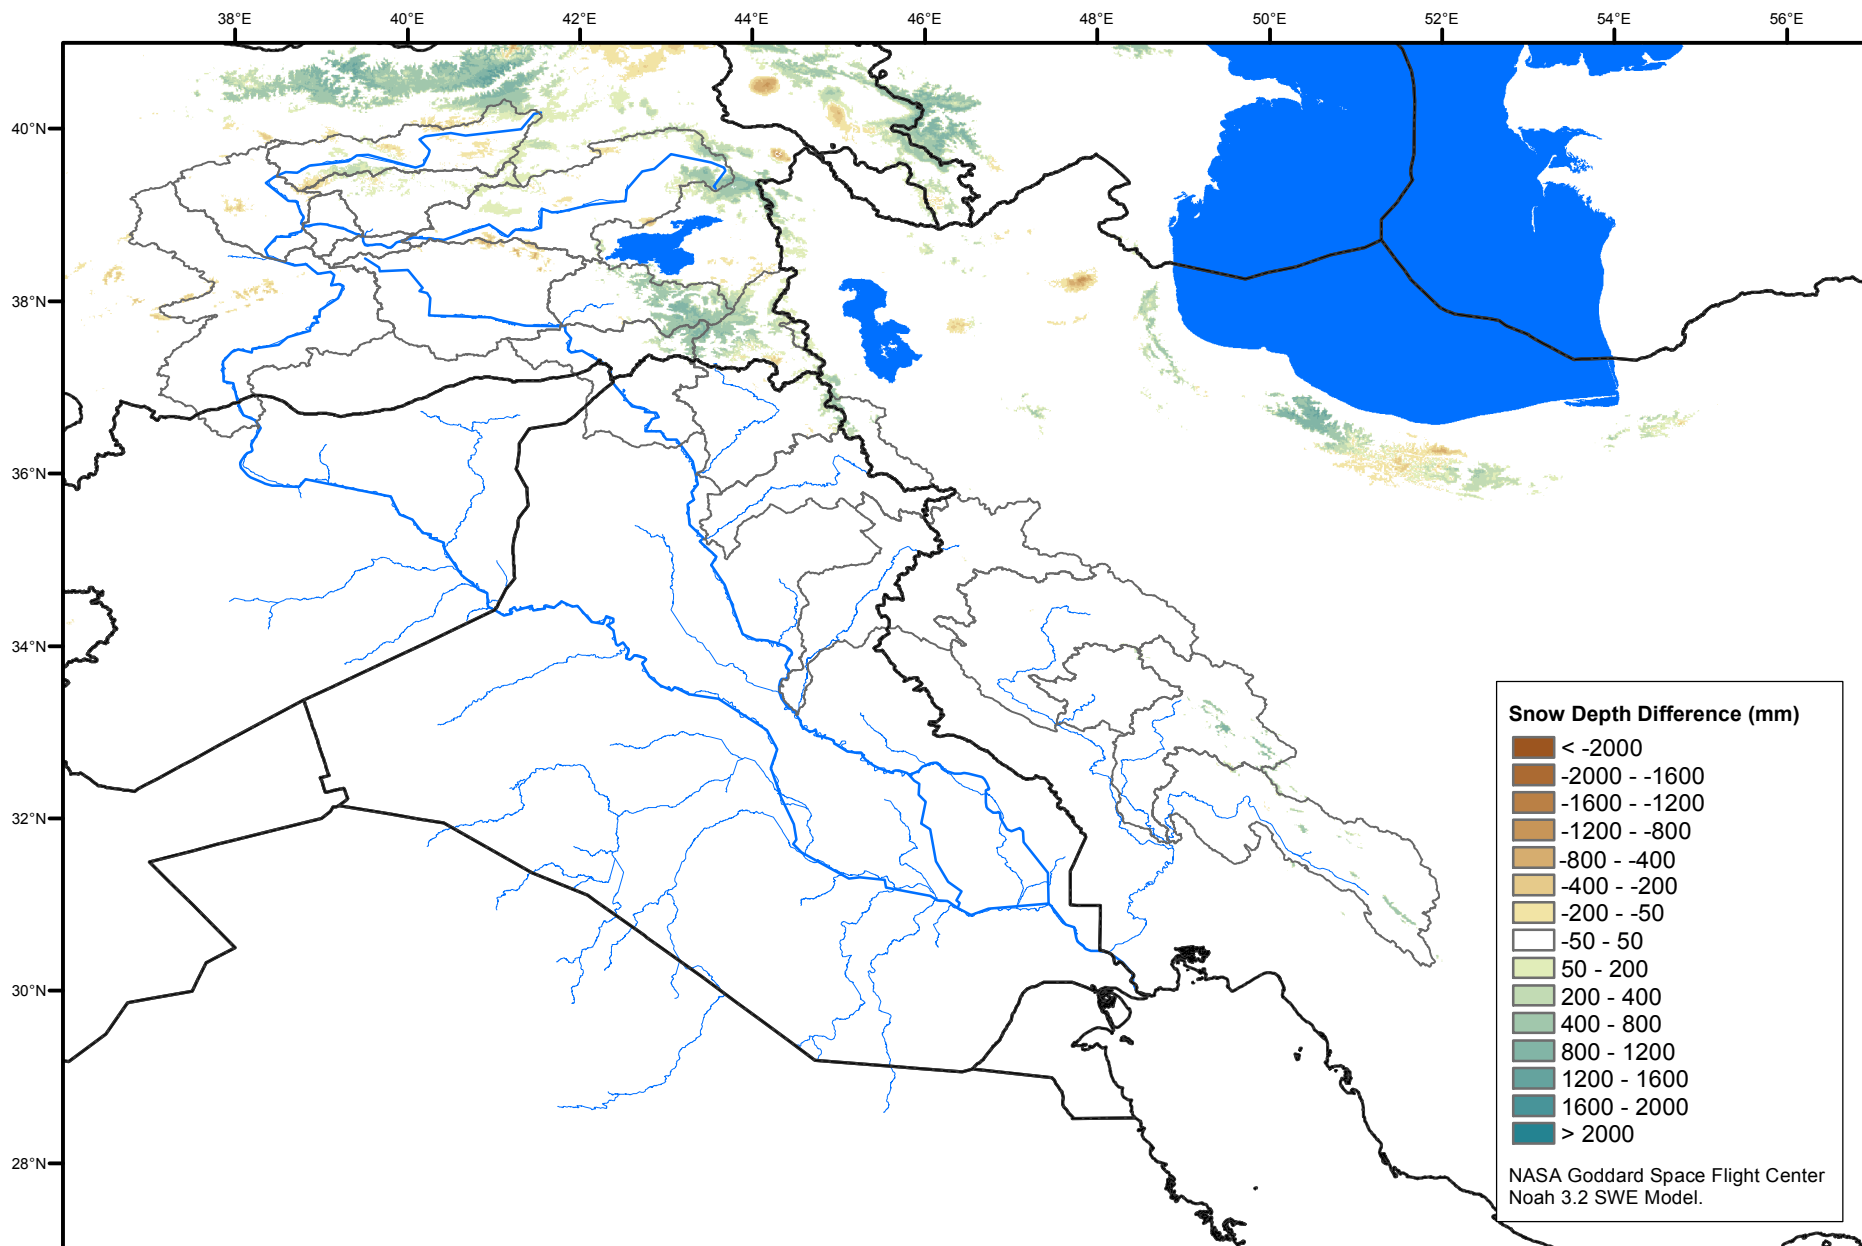 38°E 40°E 42°E 44°E 46°E 48°E 50°E 52°E 54°E 56°E
40°N
38°N
36°N
34°N
32°N
30°N
28°N
Snow Depth Difference (mm)
< -2000
-2000 - -1600
-1600 - -1200
-1200 - -800
-800 - -400
-400 - -200
-200 - -50
-50 - 50
50 - 200
200 - 400
400 - 800
800 - 1200
1200 - 1600
1600 - 2000
> 2000
NASA Goddard Space Flight Center
Noah 3.2 SWE Model.